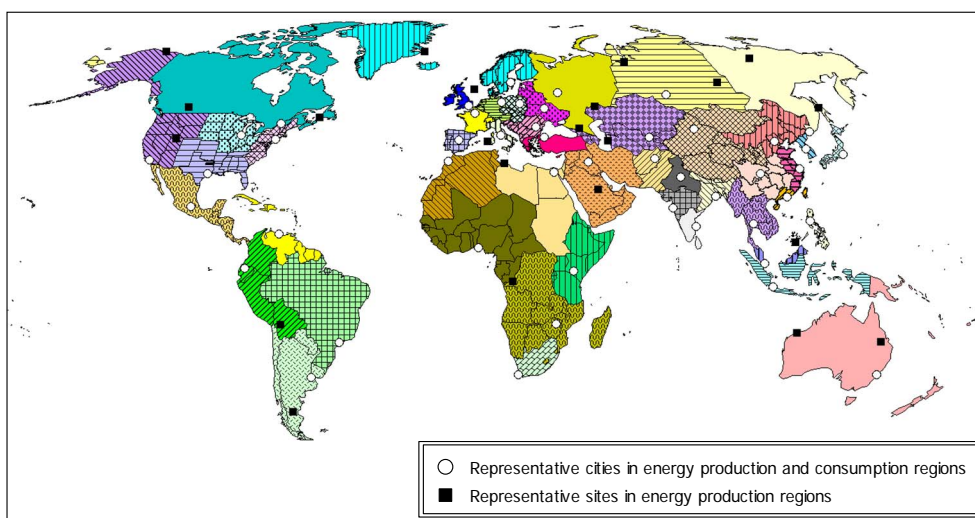 Representative cities in energy production and consumption regions
Representative sites in energy production regions